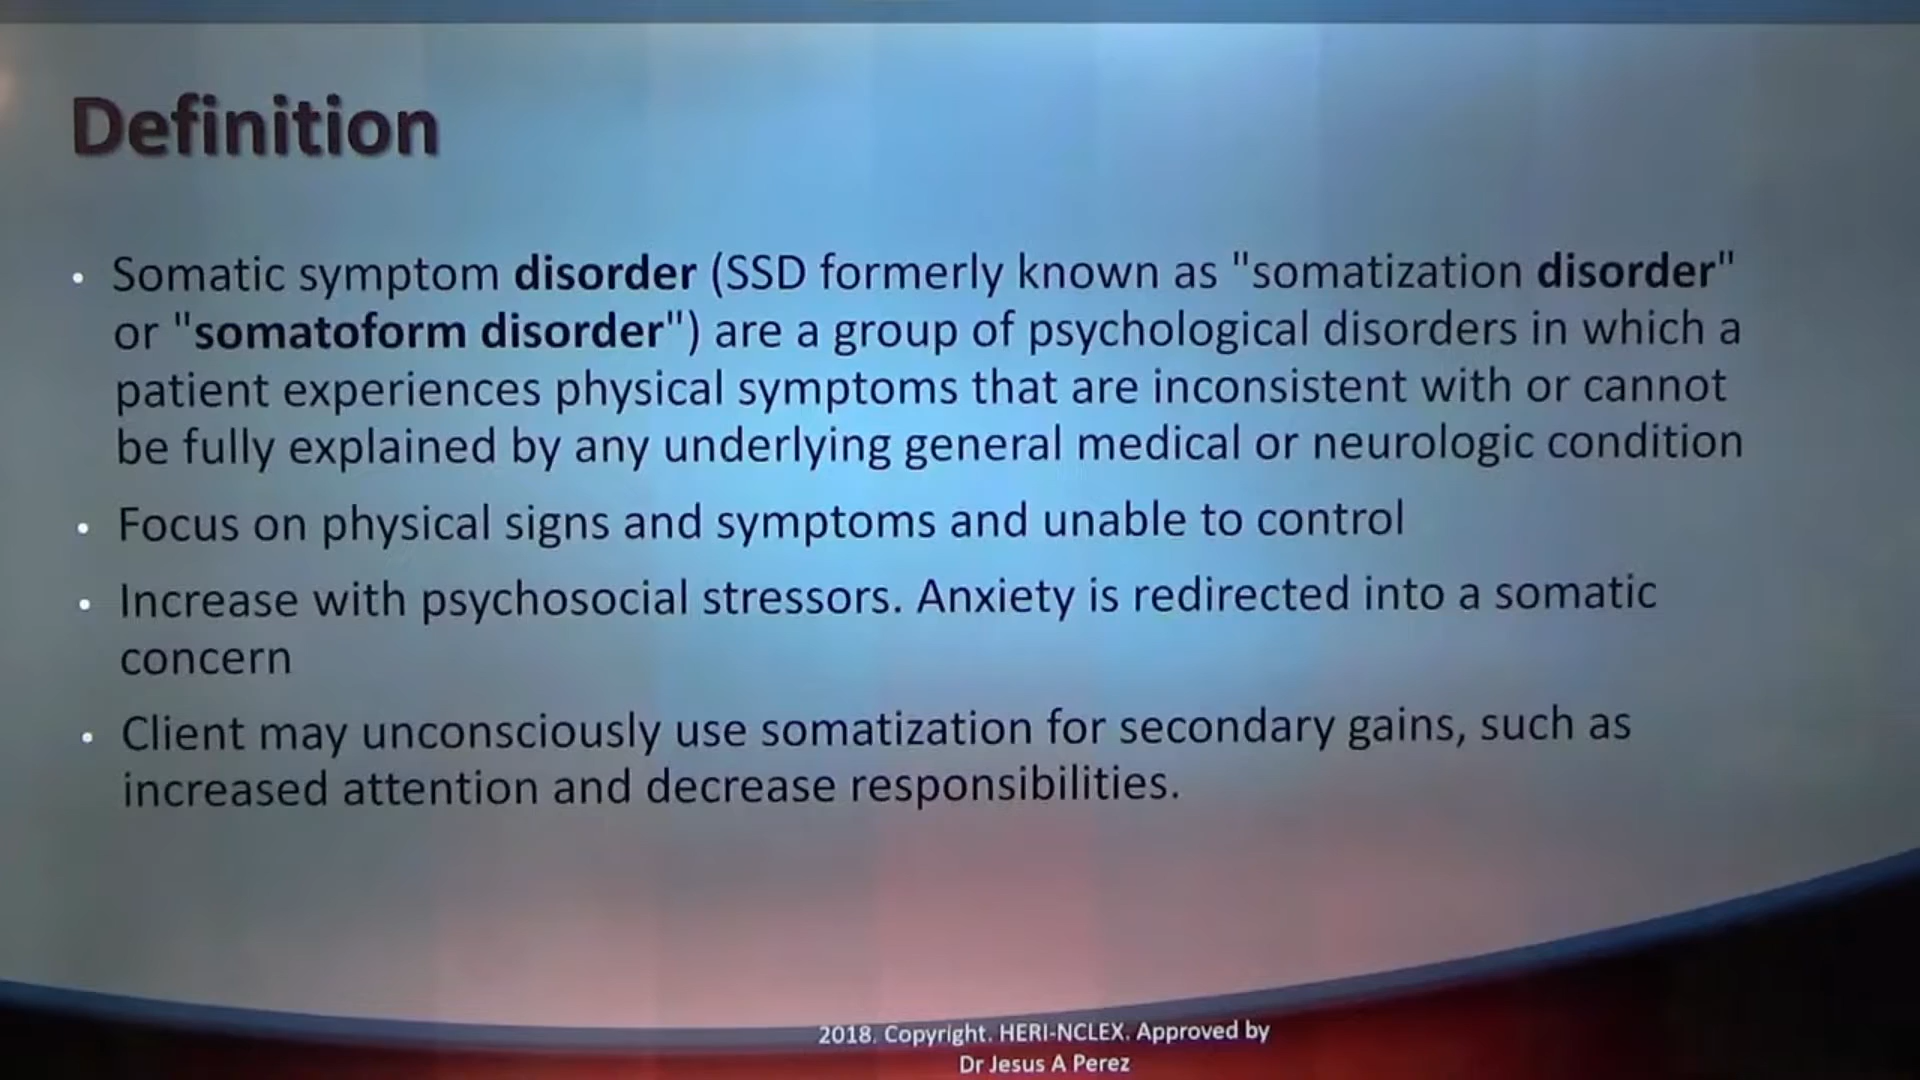 Definition
• Somatic symptom disorder (SSD formerly known as "somatization disorder"
or "somatoform disorder") are a group of psychological disorders in which a
patient experiences physical symptoms that are inconsistent with or cannot
be fully explained by any underlying general medical or neurologic condition
• Focus on physical signs and symptoms and unable to control
• Increase with psychosocial stressors. Anxiety is redirected into a somatic
concern
• Client may unconsciously use somatization for secondary gains, such as
increased attention and decrease responsibilities.
2018. Copyright. HERI-NCLEX. Approved by
Dr Jesus A Perez